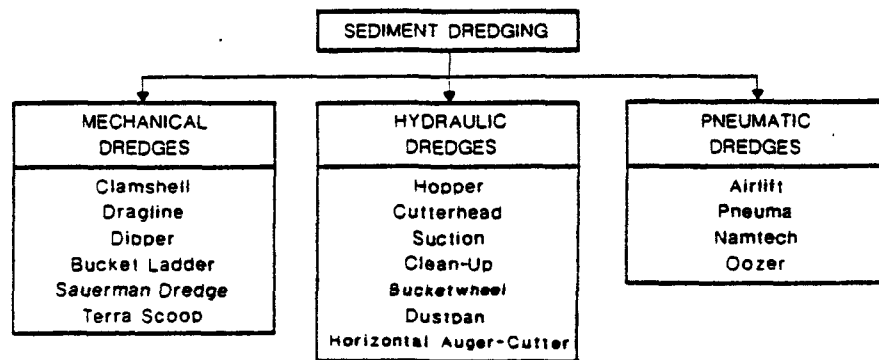 SEDIMENT DREDGING
MECHANICAL
DREDGES
Clamshell
Dragline
Dipper
Bucket Ladder
Sauerman Dredge
Terra Scoop
HYDRAULIC
DREDGES
Hopper
Cutterhead
Suction
Clean-Up
Bucketwheel
Dustpan
Horizontal Auger-Cutter
PNEUMATIC
DREDGES
Airlift
Pneuma
Namtech
Oozer